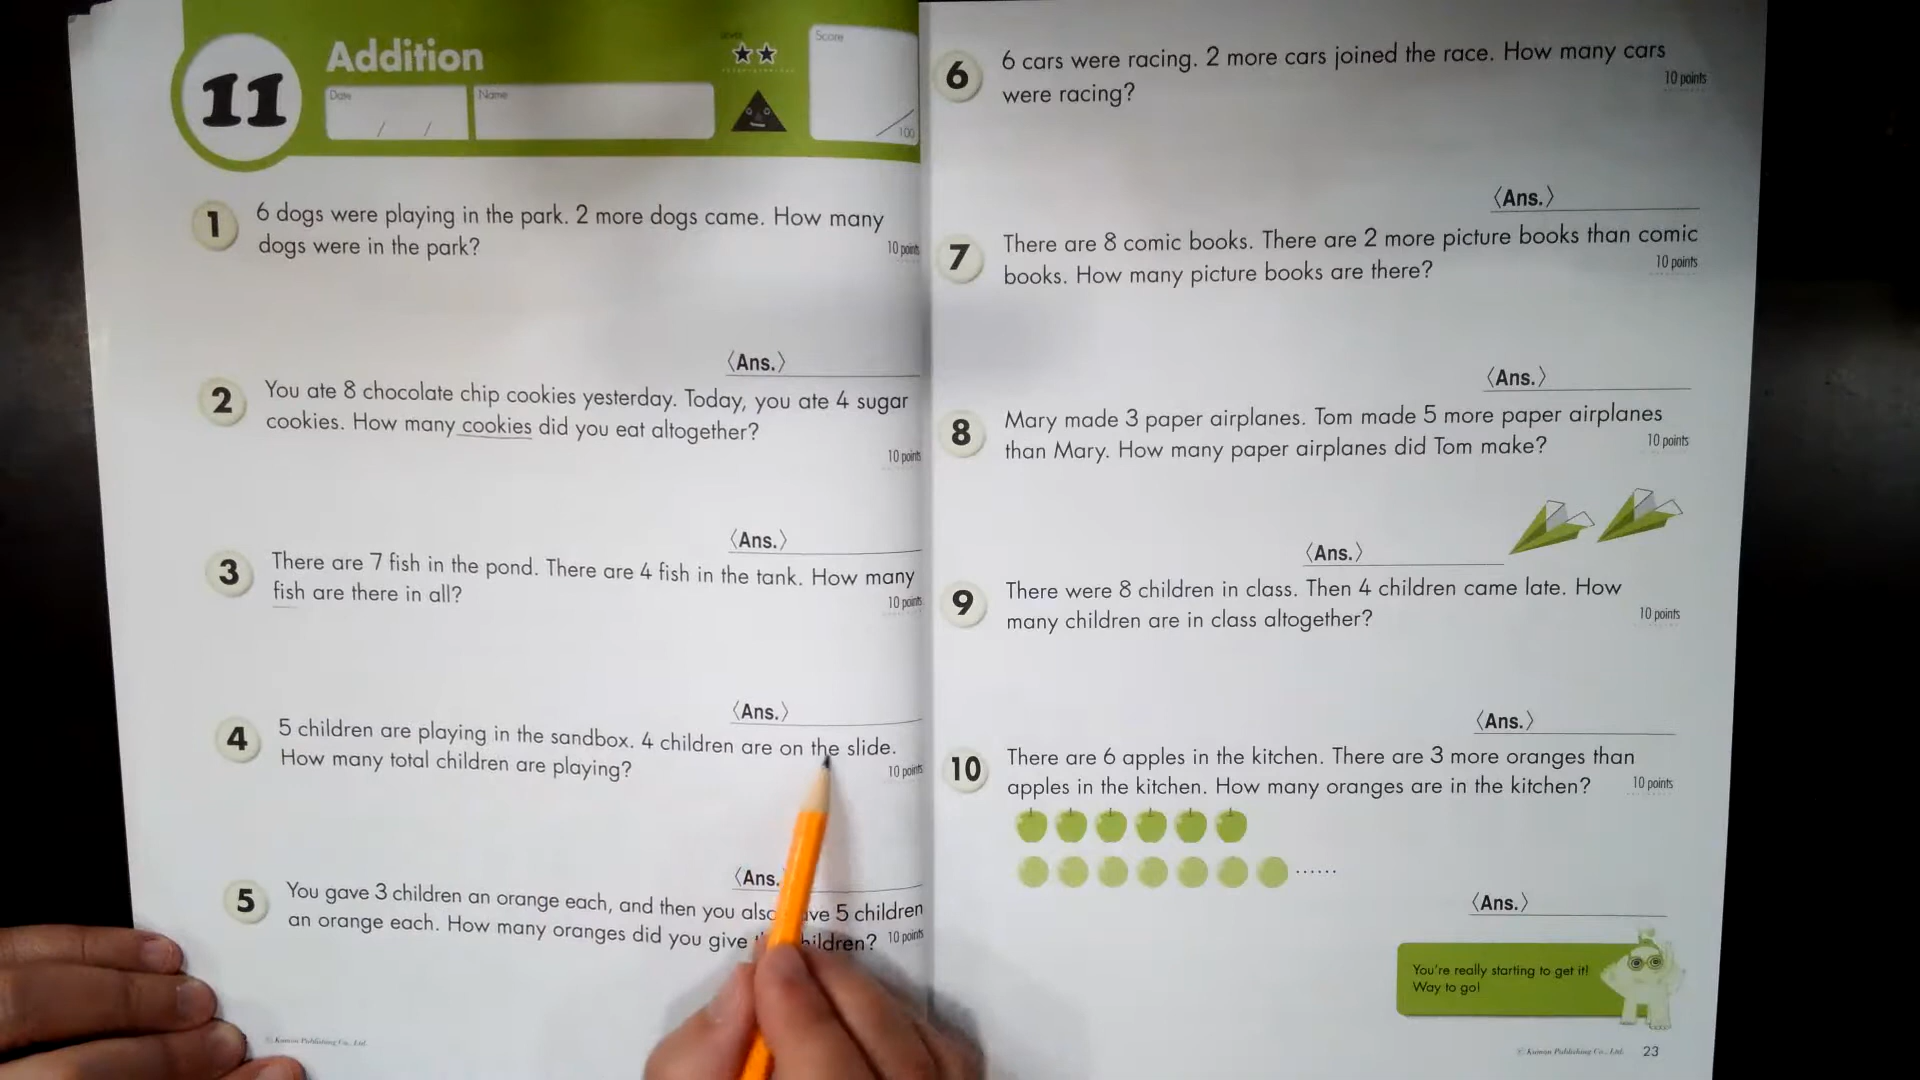 11
Addition
Level
Score
Date
Name
/ /
/100
1
6 dogs were playing in the park. 2 more dogs came. How many
dogs were in the park?
10 points
〈Ans.〉
2
You ate 8 chocolate chip cookies yesterday. Today, you ate 4 sugar
cookies. How many cookies did you eat altogether?
10 points
〈Ans.〉
3
There are 7 fish in the pond. There are 4 fish in the tank. How many
fish are there in all?
10 points
〈Ans.〉
4
5 children are playing in the sandbox. 4 children are on the slide.
How many total children are playing?
10 points
〈Ans.
5
You gave 3 children an orange each, and then you also ave 5 children
an orange each. How many oranges did you give hildren?
10 points
© Kumon Publishing Co., Ltd.
6
6 cars were racing. 2 more cars joined the race. How many cars
were racing?
10 points
〈Ans.〉
7
There are 8 comic books. There are 2 more picture books than comic
books. How many picture books are there?
10 points
〈Ans.〉
8
Mary made 3 paper airplanes. Tom made 5 more paper airplanes
than Mary. How many paper airplanes did Tom make?
10 points
〈Ans.〉
9
There were 8 children in class. Then 4 children came late. How
many children are in class altogether?
10 points
〈Ans.〉
10
There are 6 apples in the kitchen. There are 3 more oranges than
apples in the kitchen. How many oranges are in the kitchen?
10 points
......
〈Ans.〉
You're really starting to get it!
Way to go!
© Kumon Publishing Co., Ltd. 23